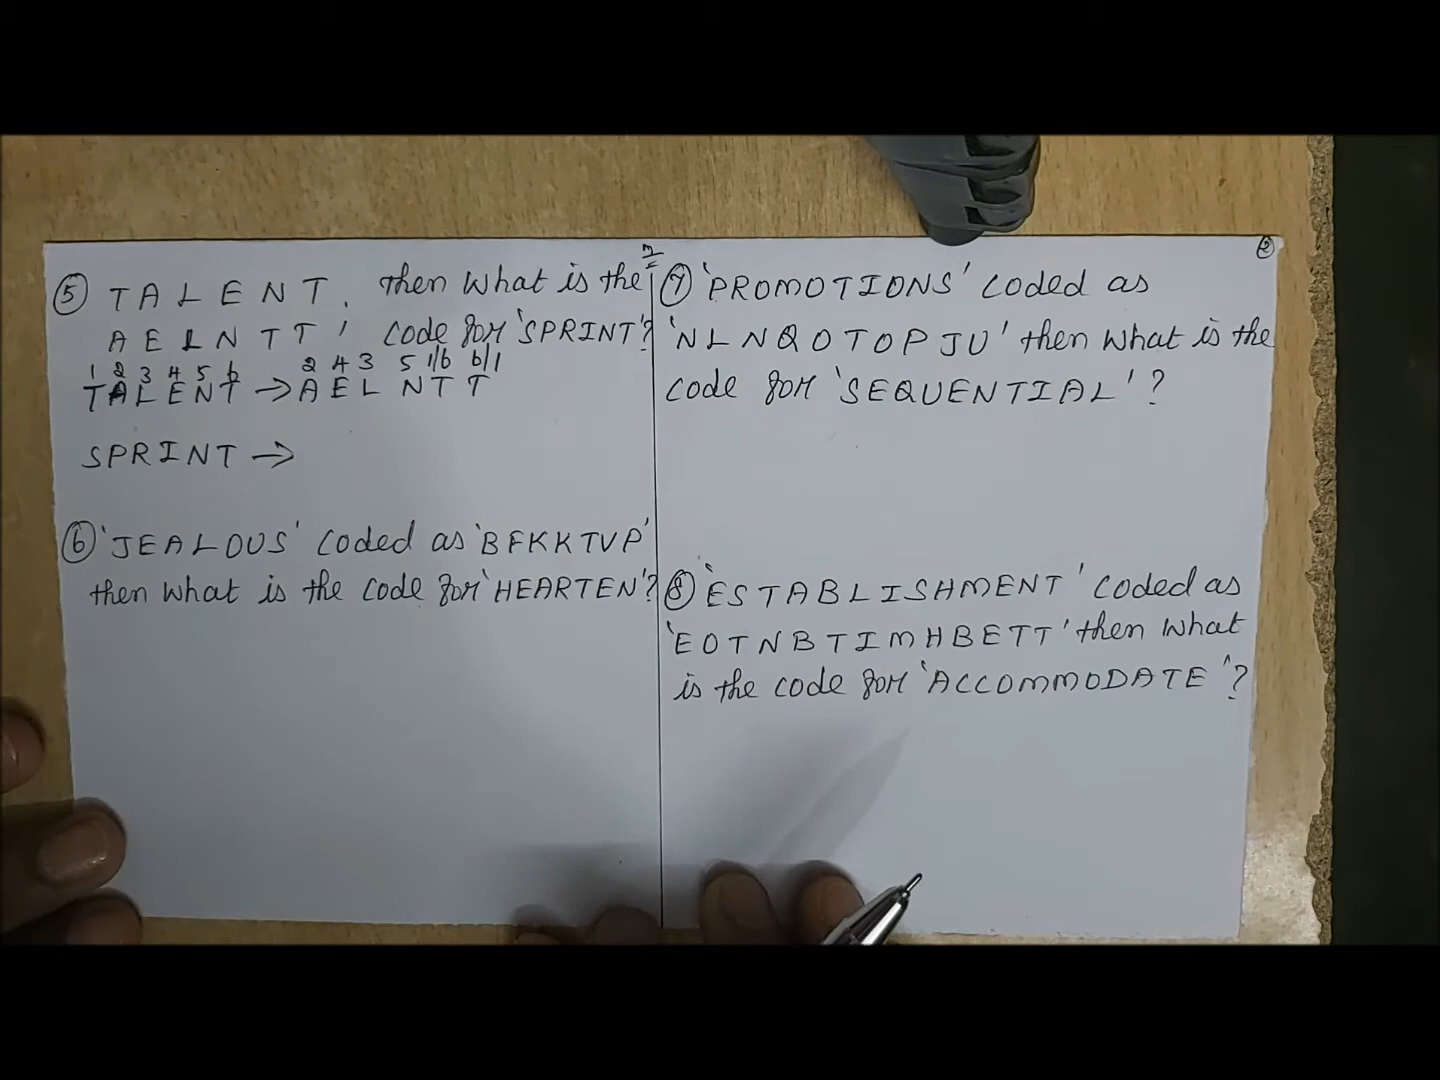 2
⑤ TALENT, then what is the
AELNTT, code for 'SPRINT'?
1 2 3 4 5 6 2 4 3 5 1/6 6/1
TALENT → AELNTT
SPRINT →
⑥ 'JEALOUS' coded as 'BFKKTVP'
then what is the code for 'HEARTEN'?
⑦ 'PROMOTIONS' coded as
'NLNQOTOPJU' then what is the
code for 'SEQUENTIAL'?
⑧ 'ESTABLISHMENT' coded as
'EOTNBTIMHBETT' then what
is the code for 'ACCOMMODATE'?